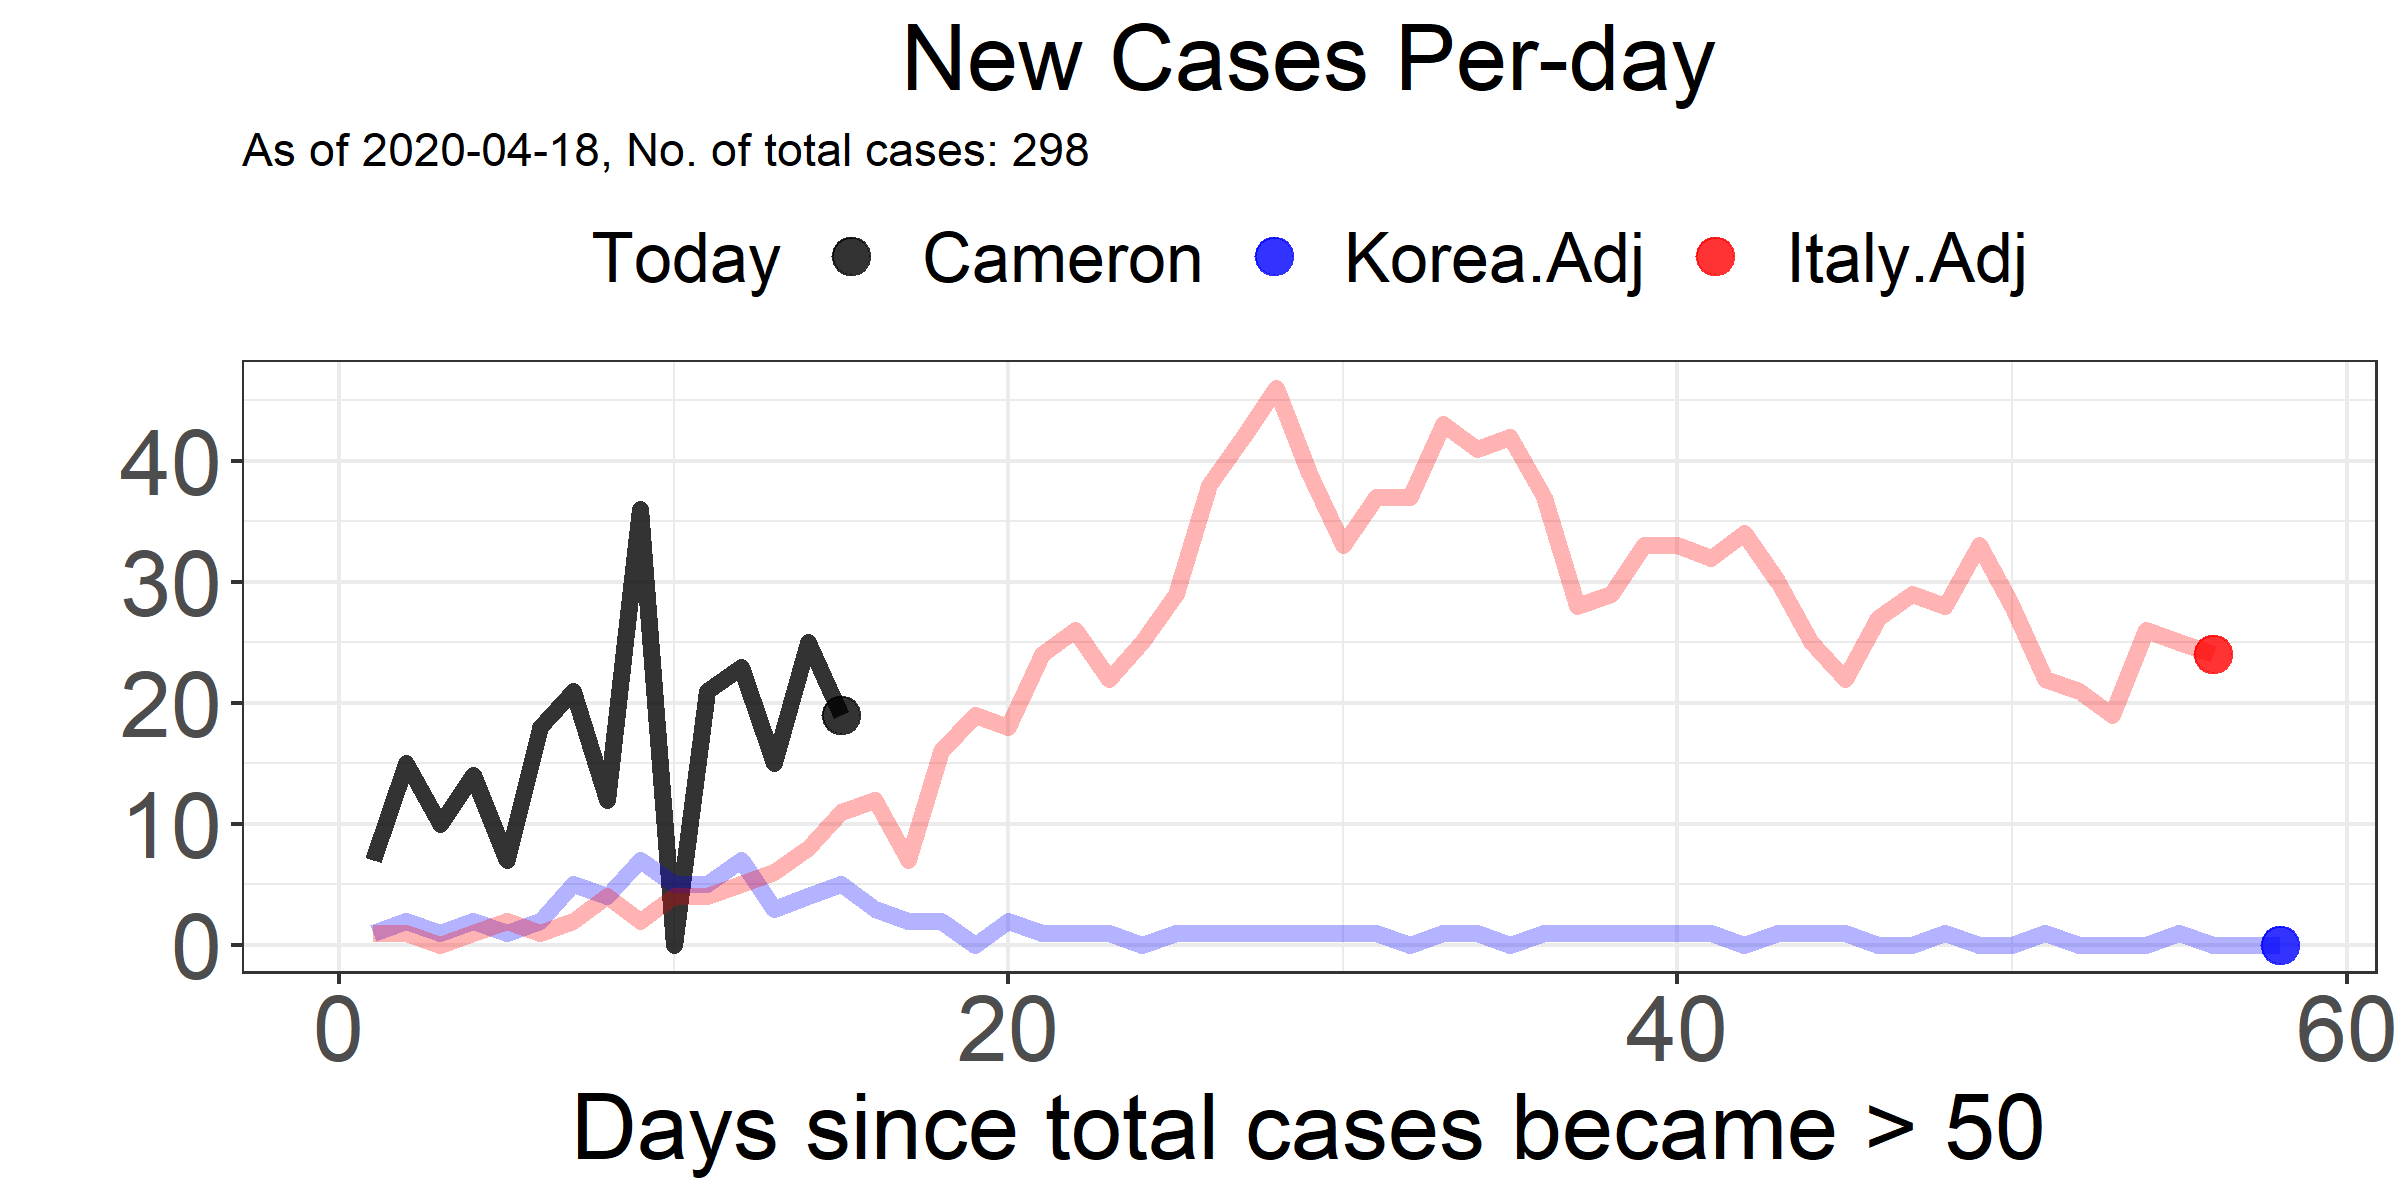 New Cases Per-day
As of 2020-04-18, No. of total cases: 298
Today Cameron Korea.Adj Italy.Adj
40
30
20
10
0
0 20 40 60
Days since total cases became > 50